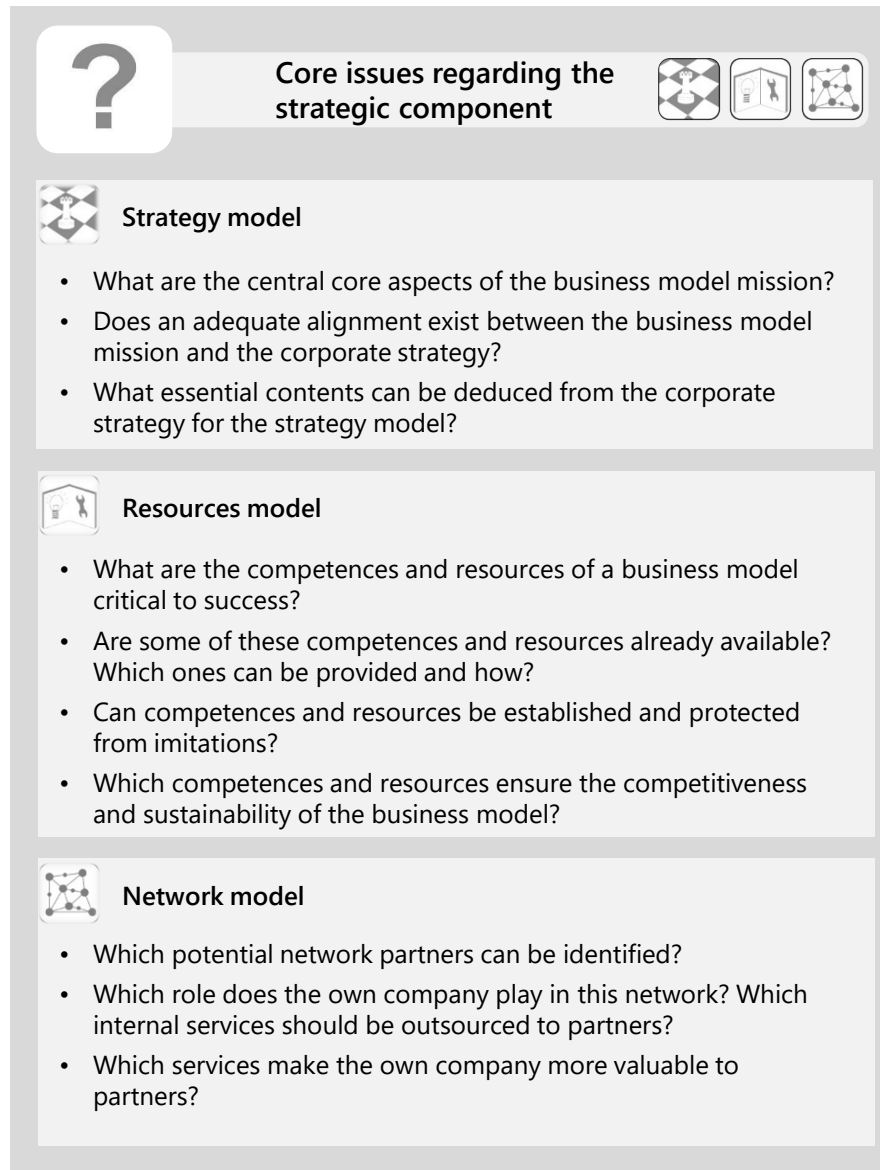 ?
Core issues regarding the
strategic component
Strategy model
• What are the central core aspects of the business model mission?
• Does an adequate alignment exist between the business model
mission and the corporate strategy?
• What essential contents can be deduced from the corporate
strategy for the strategy model?
Resources model
• What are the competences and resources of a business model
critical to success?
• Are some of these competences and resources already available?
Which ones can be provided and how?
• Can competences and resources be established and protected
from imitations?
• Which competences and resources ensure the competitiveness
and sustainability of the business model?
Network model
• Which potential network partners can be identified?
• Which role does the own company play in this network? Which
internal services should be outsourced to partners?
• Which services make the own company more valuable to
partners?